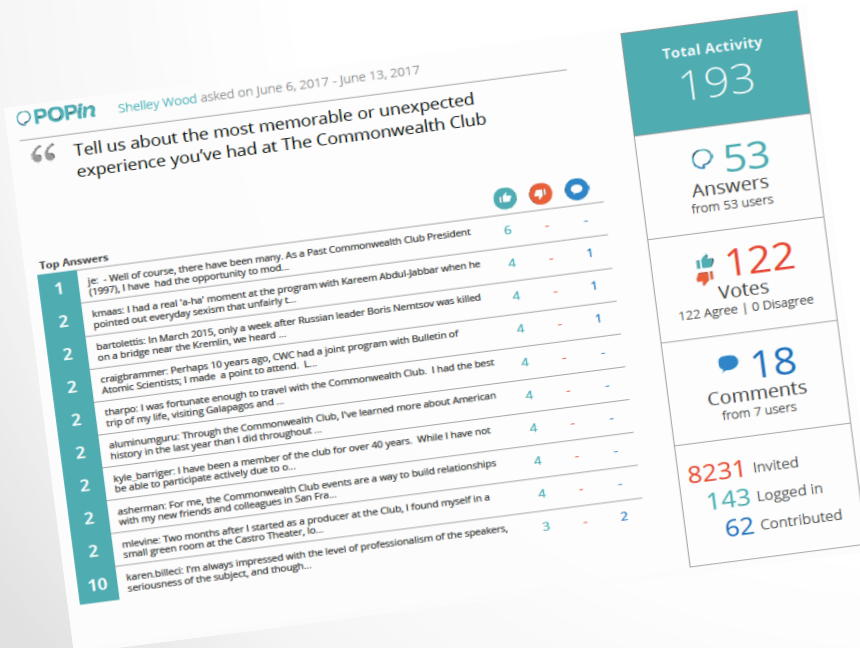 POPin
Shelley Wood asked on June 6, 2017 - June 13, 2017
“ Tell us about the most memorable or unexpected
experience you've had at The Commonwealth Club
Top Answers
1 je:  - Well of course, there have been many. As a Past Commonwealth Club President
(1997), I have  had the opportunity to mod... 6 - -
2 kmaas: I had a real 'a-ha' moment at the program with Kareem Abdul-Jabbar when he
pointed out everyday sexism that unfairly t... 4 - 1
2 bartolettis: In March 2015, only a week after Russian leader Boris Nemtsov was killed
on a bridge near the Kremlin, we heard ... 4 - 1
2 craigbrammer: Perhaps 10 years ago, CWC had a joint program with Bulletin of
Atomic Scientists; I made  a point to attend.  L... 4 - 1
2 tharpo: I was fortunate enough to travel with the Commonwealth Club.  I had the best
trip of my life, visiting Galapagos and ... 4 - -
2 aluminumguru: Through the Commonwealth Club, I've learned more about American
history in the last year than I did throughout ... 4 - -
2 kyle_barriger: I have been a member of the club for over 40 years.  While I have not
be able to participate actively due to o... 4 - -
2 asherman: For me, the Commonwealth Club events are a way to build relationships
with my new friends and colleagues in San Fra... 4 - -
2 mlevine: Two months after I started as a producer at the Club, I found myself in a
small green room at the Castro Theater, lo... 4 - -
10 karen.billeci: I'm always impressed with the level of professionalism of the speakers,
seriousness of the subject, and though... 3 - 2
Total Activity
193
53
Answers
from 53 users
122
Votes
122 Agree | 0 Disagree
18
Comments
from 7 users
8231 Invited
143 Logged in
62 Contributed